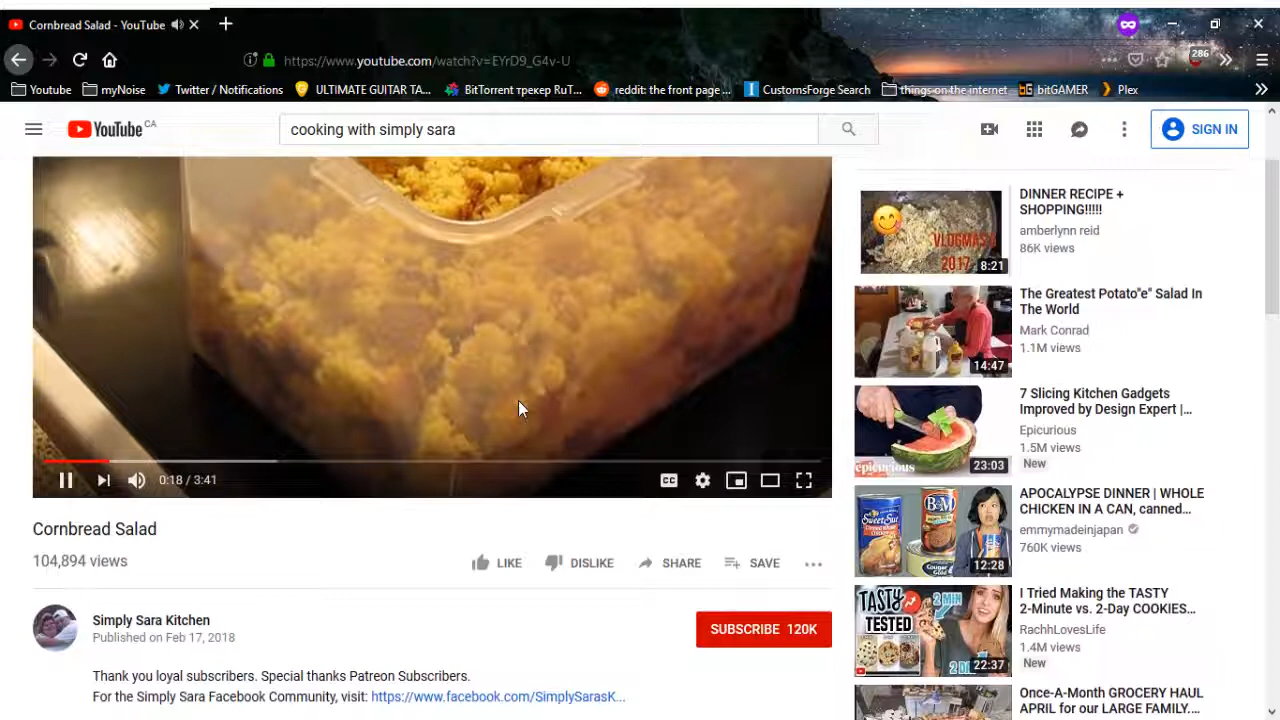 Cornbread Salad - YouTube
https://www.youtube.com/watch?v=EYrD9_G4v-U
286
Youtube myNoise Twitter / Notifications ULTIMATE GUITAR TA... BitTorrent трекер RuT... reddit: the front page ... CustomsForge Search things on the internet bitGAMER Plex
YouTube CA
cooking with simply sara
SIGN IN
0:18 / 3:41
CC
Cornbread Salad
104,894 views
LIKE DISLIKE SHARE SAVE
Simply Sara Kitchen
Published on Feb 17, 2018
SUBSCRIBE 120K
Thank you loyal subscribers. Special thanks Patreon Subscribers.
For the Simply Sara Facebook Community, visit: https://www.facebook.com/SimplySarasK...
VLOGMAS
2017
8:21
DINNER RECIPE +
SHOPPING!!!!!
amberlynn reid
86K views
14:47
The Greatest Potato"e" Salad In
The World
Mark Conrad
1.1M views
epicurious
23:03
7 Slicing Kitchen Gadgets
Improved by Design Expert |...
Epicurious
1.5M views
New
SweetSue
B&M
Cougar
Gold
12:28
APOCALYPSE DINNER | WHOLE
CHICKEN IN A CAN, canned...
emmymadeinjapan
760K views
TASTY
TESTED
2 MIN
2 D
22:37
I Tried Making the TASTY
2-Minute vs. 2-Day COOKIES...
RachhLovesLife
1.4M views
New
Once-A-Month GROCERY HAUL
APRIL for our LARGE FAMILY....